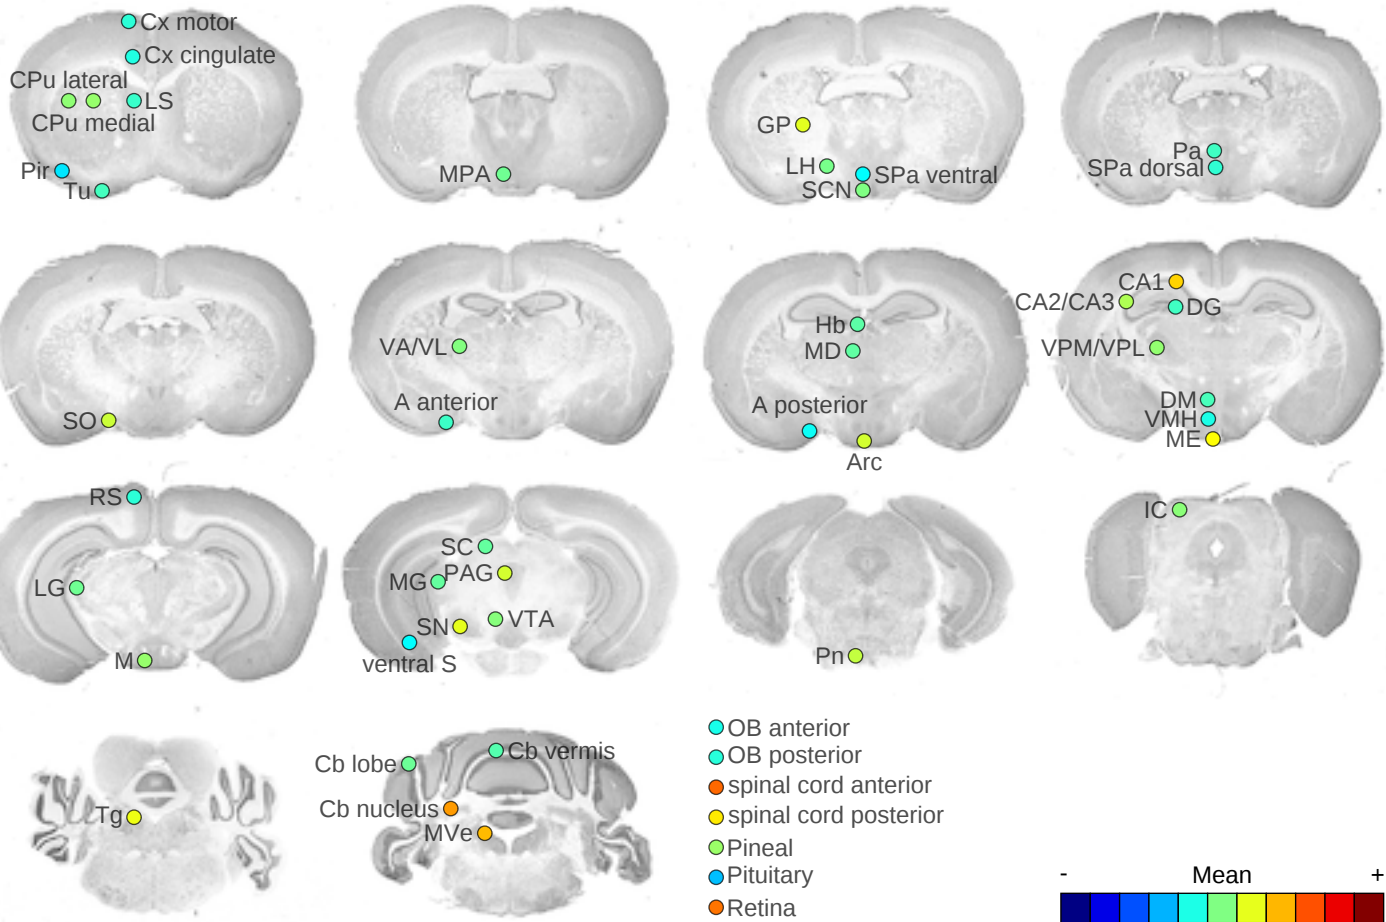 Cx motor
Cx cingulate
CPu lateral
LS
CPu medial
Pir
Tu
MPA
GP
LH
SPa ventral
SCN
Pa
SPa dorsal
SO
VA/VL
A anterior
Hb
MD
A posterior
Arc
CA1
CA2/CA3
DG
VPM/VPL
DM
VMH
ME
RS
LG
M
SC
PAG
MG
VTA
SN
ventral S
Pn
IC
Tg
Cb lobe
Cb vermis
Cb nucleus
MVe
OB anterior
OB posterior
spinal cord anterior
spinal cord posterior
Pineal
Pituitary
Retina
- Mean +